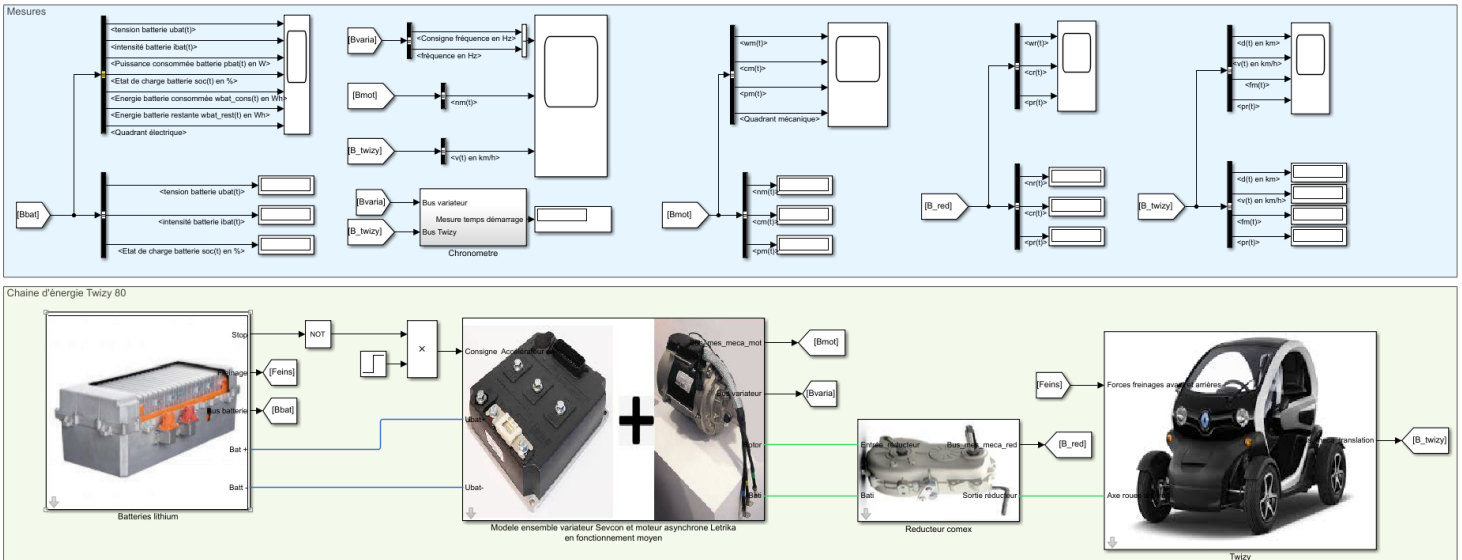 Mesures
<tension batterie ubat(t)>
<intensité batterie ibat(t)>
<Puissance consommée batterie pbat(t) en W>
<Etat de charge batterie soc(t) en %>
<Energie batterie consommée wbat_cons(t) en Wh>
<Energie batterie restante wbat_rest(t) en Wh>
<Quadrant électrique>
[Bbat]
<tension batterie ubat(t)>
<intensité batterie ibat(t)>
<Etat de charge batterie soc(t) en %>
[Bvaria]
<Consigne fréquence en Hz>
<fréquence en Hz>
[Bmot]
<nm(t)>
[B_twizy]
<v(t) en km/h>
[Bvaria]
[B_twizy]
Bus variateur
Mesure temps démarrage
Bus Twizy
Chronometre
<wm(t)>
<cm(t)>
<pm(t)>
<Quadrant mécanique>
[Bmot]
<nm(t)>
<cm(t)>
<pm(t)>
<wr(t)>
<cr(t)>
<pr(t)>
[B_red]
<nr(t)>
<cr(t)>
<pr(t)>
<d(t) en km>
<v(t) en km/h>
<fm(t)>
<pr(t)>
[B_twizy]
<d(t) en km>
<v(t) en km/h>
<fm(t)>
<pr(t)>
Chaine d'énergie Twizy 80
Stop
Freinage
Bus batterie
Bat +
Batt -
Batteries lithium
NOT
[Feins]
[Bbat]
×
Consigne Accélérateur
Ubat+
Ubat-
mes_meca_mot
Bus variateur
Rotor
Bati
Modele ensemble variateur Sevcon et moteur asynchrone Letrika
en fonctionnement moyen
[Bmot]
[Bvaria]
Entrée réducteur
Bus_mes_meca_red
Bati
Sortie réducteur
Reducteur comex
[B_red]
[Feins]
Forces freinages avant et arrières
Axe roues
translation
[B_twizy]
Twizy